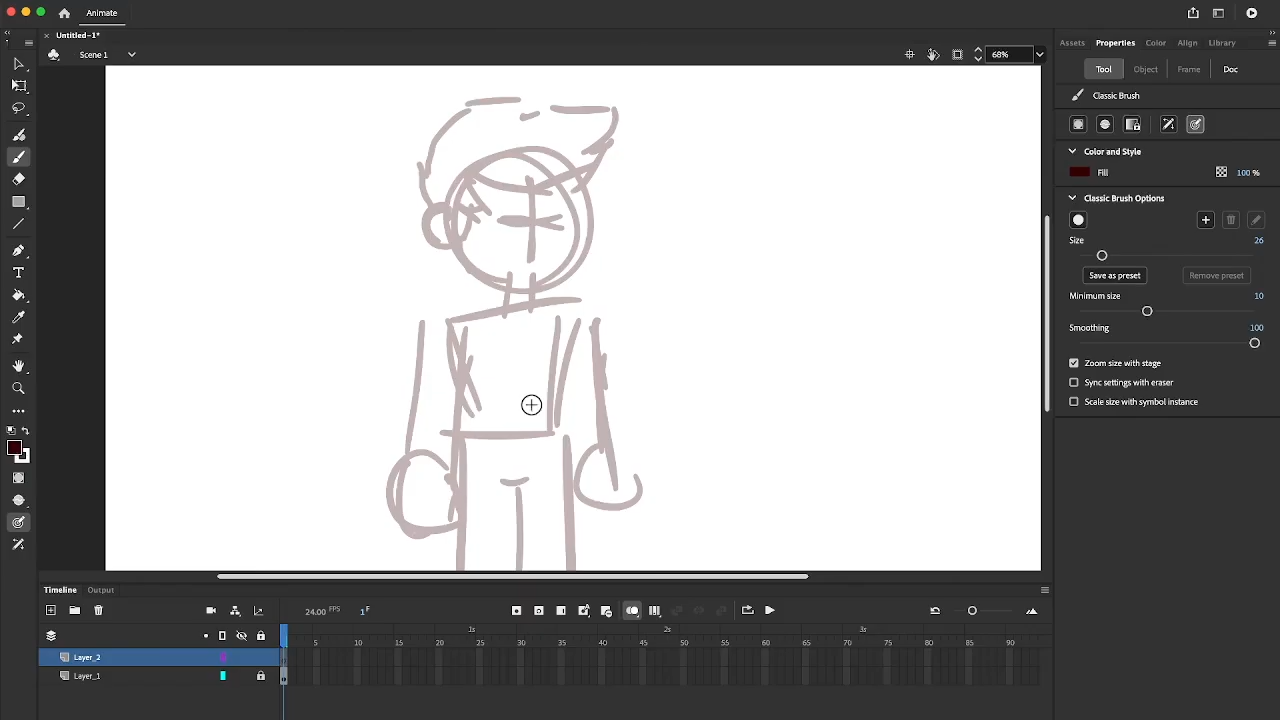 Animate
Untitled-1*
Scene 1
68%
Assets Properties Color Align Library
Tool Object Frame Doc
Classic Brush
Color and Style
Fill 100 %
Classic Brush Options
Size 26
Save as preset Remove preset
Minimum size 10
Smoothing 100
Zoom size with stage
Sync settings with eraser
Scale size with symbol instance
Timeline Output
24.00 FPS 1 F
1s 2s 3s
5 10 15 20 25 30 35 40 45 50 55 60 65 70 75 80 85 90
Layer_2
Layer_1